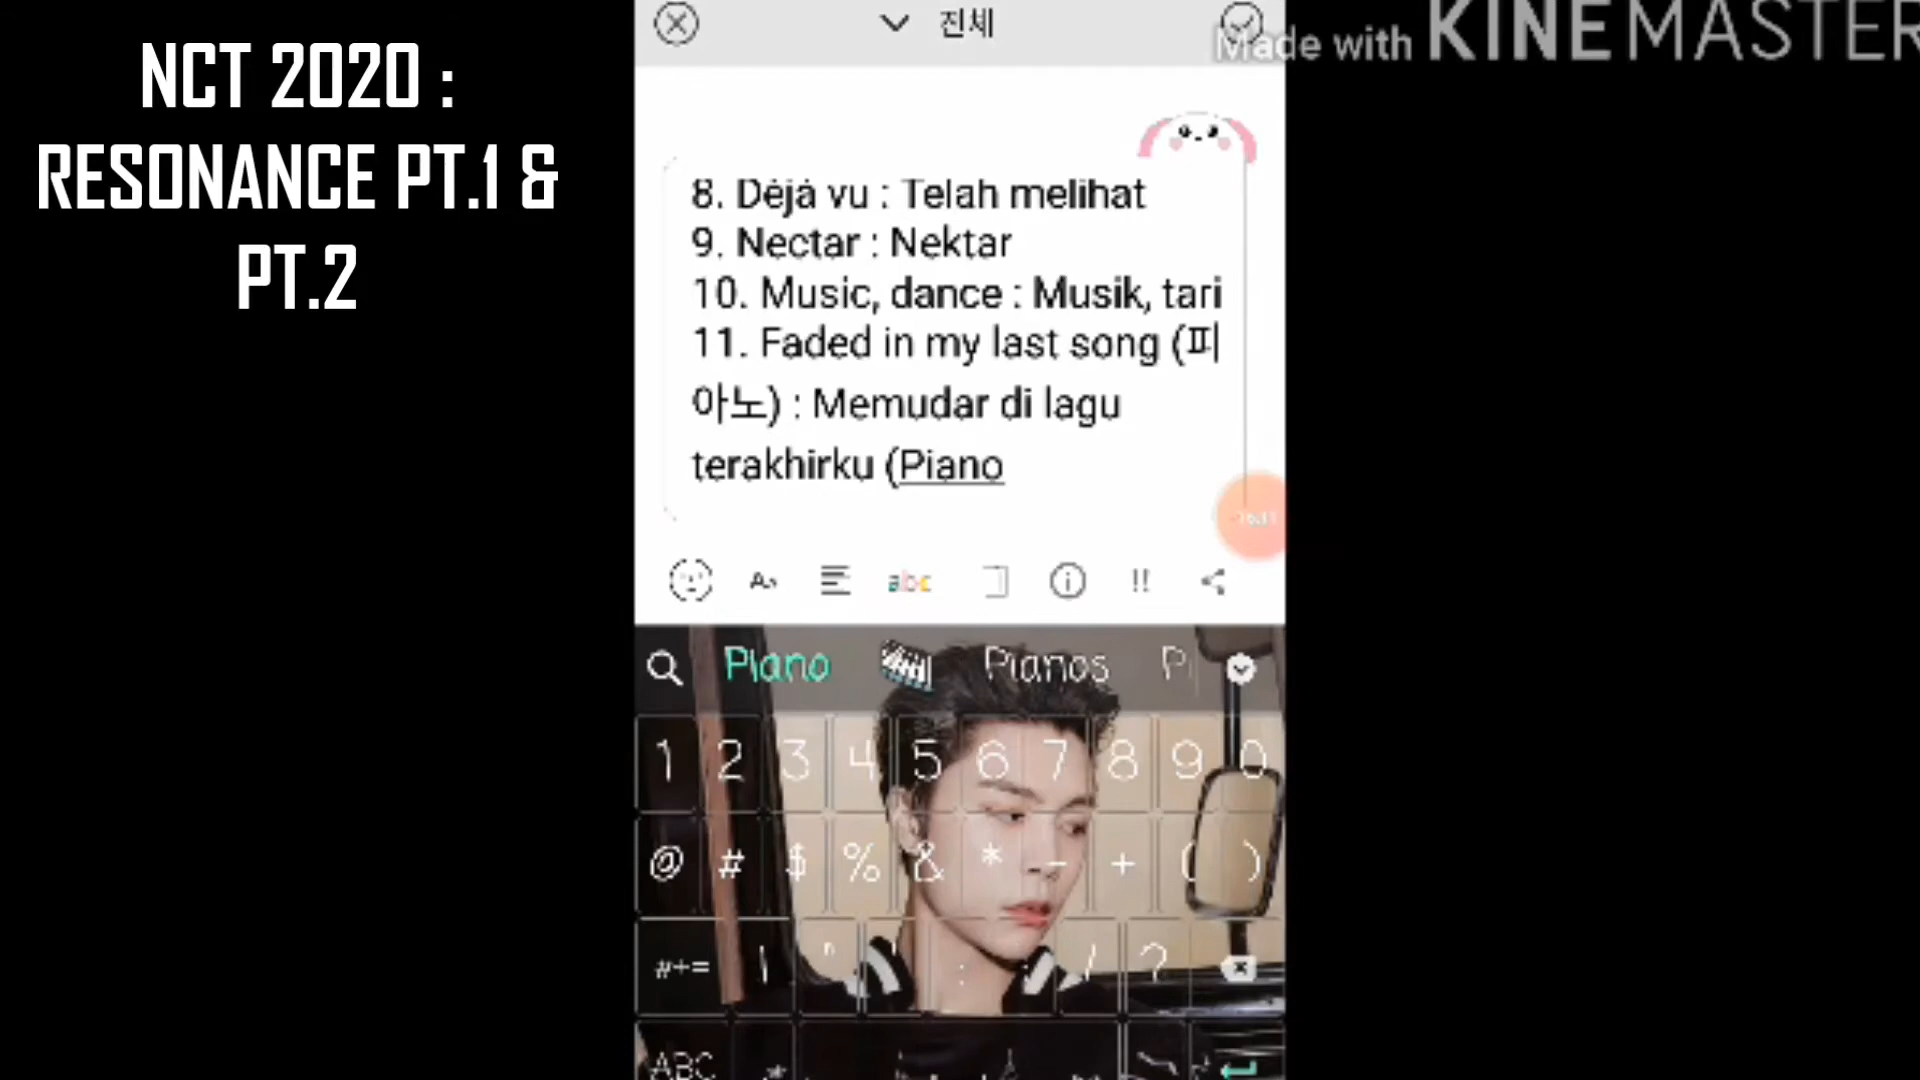 NCT 2020 :
RESONANCE PT.1 &
PT.2
진체
Made with KINEMASTER
8. Déjà vu : Telah melihat
9. Nectar : Nektar
10. Music, dance : Musik, tari
11. Faded in my last song (피
아노) : Memudar di lagu
terakhirku (Piano
abc
Piano Pianos
1 2 3 4 5 6 7 8 9 0
@ # $ % & * - + ( )
#+= ! " ' : ; / ?
ABC